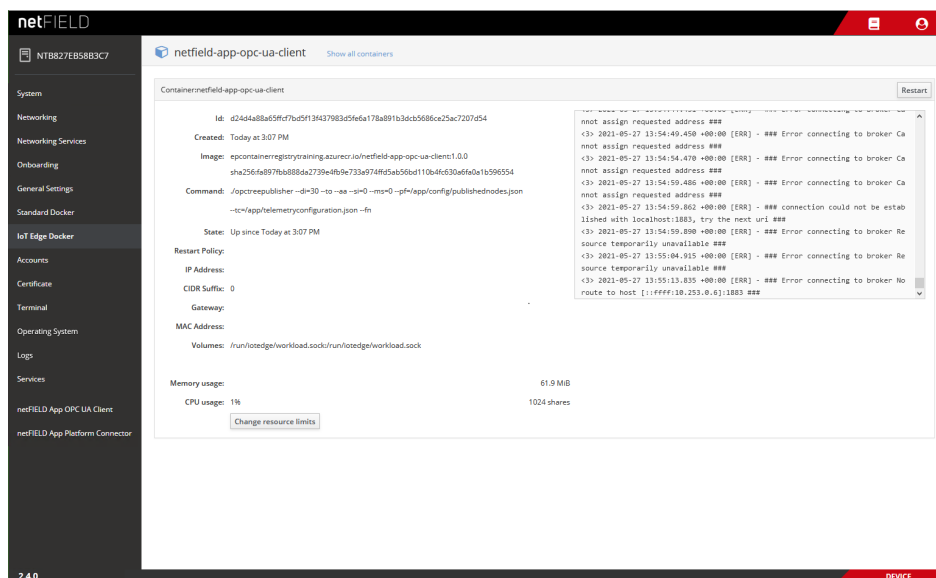 netFIELD
NTB827EB58B3C7
netfield-app-opc-ua-client
Show all containers
System
Networking
Networking Services
Onboarding
General Settings
Standard Docker
IoT Edge Docker
Accounts
Certificate
Terminal
Operating System
Logs
Services
netFIELD App OPC UA Client
netFIELD App Platform Connector
Container:netfield-app-opc-ua-client
Restart
Id: d24d4a88a65ffcf7bd5f13f437983d5fe6a178a891b3dcb5686ce25ac7207d54
Created: Today at 3:07 PM
Image: epcontainerregistrytraining.azurecr.io/netfield-app-opc-ua-client:1.0.0
sha256:fa897fbb888da2739e4fb9e733a974ffd5ab56bd110b4fc630a6fa0a1b596554
Command: ./opctreepublisher --di=30 --to --aa --si=0 --ms=0 --pf=/app/config/publishednodes.json
--tc=/app/telemetryconfiguration.json --fn
State: Up since Today at 3:07 PM
Restart Policy:
IP Address:
CIDR Suffix: 0
Gateway:
MAC Address:
Volumes: /run/iotedge/workload.sock:/run/iotedge/workload.sock
Memory usage: 61.9 MiB
CPU usage: 1% 1024 shares
Change resource limits
[ERR] - ### Error connecting to broker Ca
nnot assign requested address ###
<3> 2021-05-27 13:54:49.450 +00:00 [ERR] - ### Error connecting to broker Ca
nnot assign requested address ###
<3> 2021-05-27 13:54:54.470 +00:00 [ERR] - ### Error connecting to broker Ca
nnot assign requested address ###
<3> 2021-05-27 13:54:59.486 +00:00 [ERR] - ### Error connecting to broker Ca
nnot assign requested address ###
<3> 2021-05-27 13:54:59.862 +00:00 [ERR] - ### connection could not be estab
lished with localhost:1883, try the next uri ###
<3> 2021-05-27 13:54:59.890 +00:00 [ERR] - ### Error connecting to broker Re
source temporarily unavailable ###
<3> 2021-05-27 13:55:04.915 +00:00 [ERR] - ### Error connecting to broker Re
source temporarily unavailable ###
<3> 2021-05-27 13:55:13.835 +00:00 [ERR] - ### Error connecting to broker No
route to host [::ffff:10.253.0.6]:1883 ###
2.4.0
DEVICE